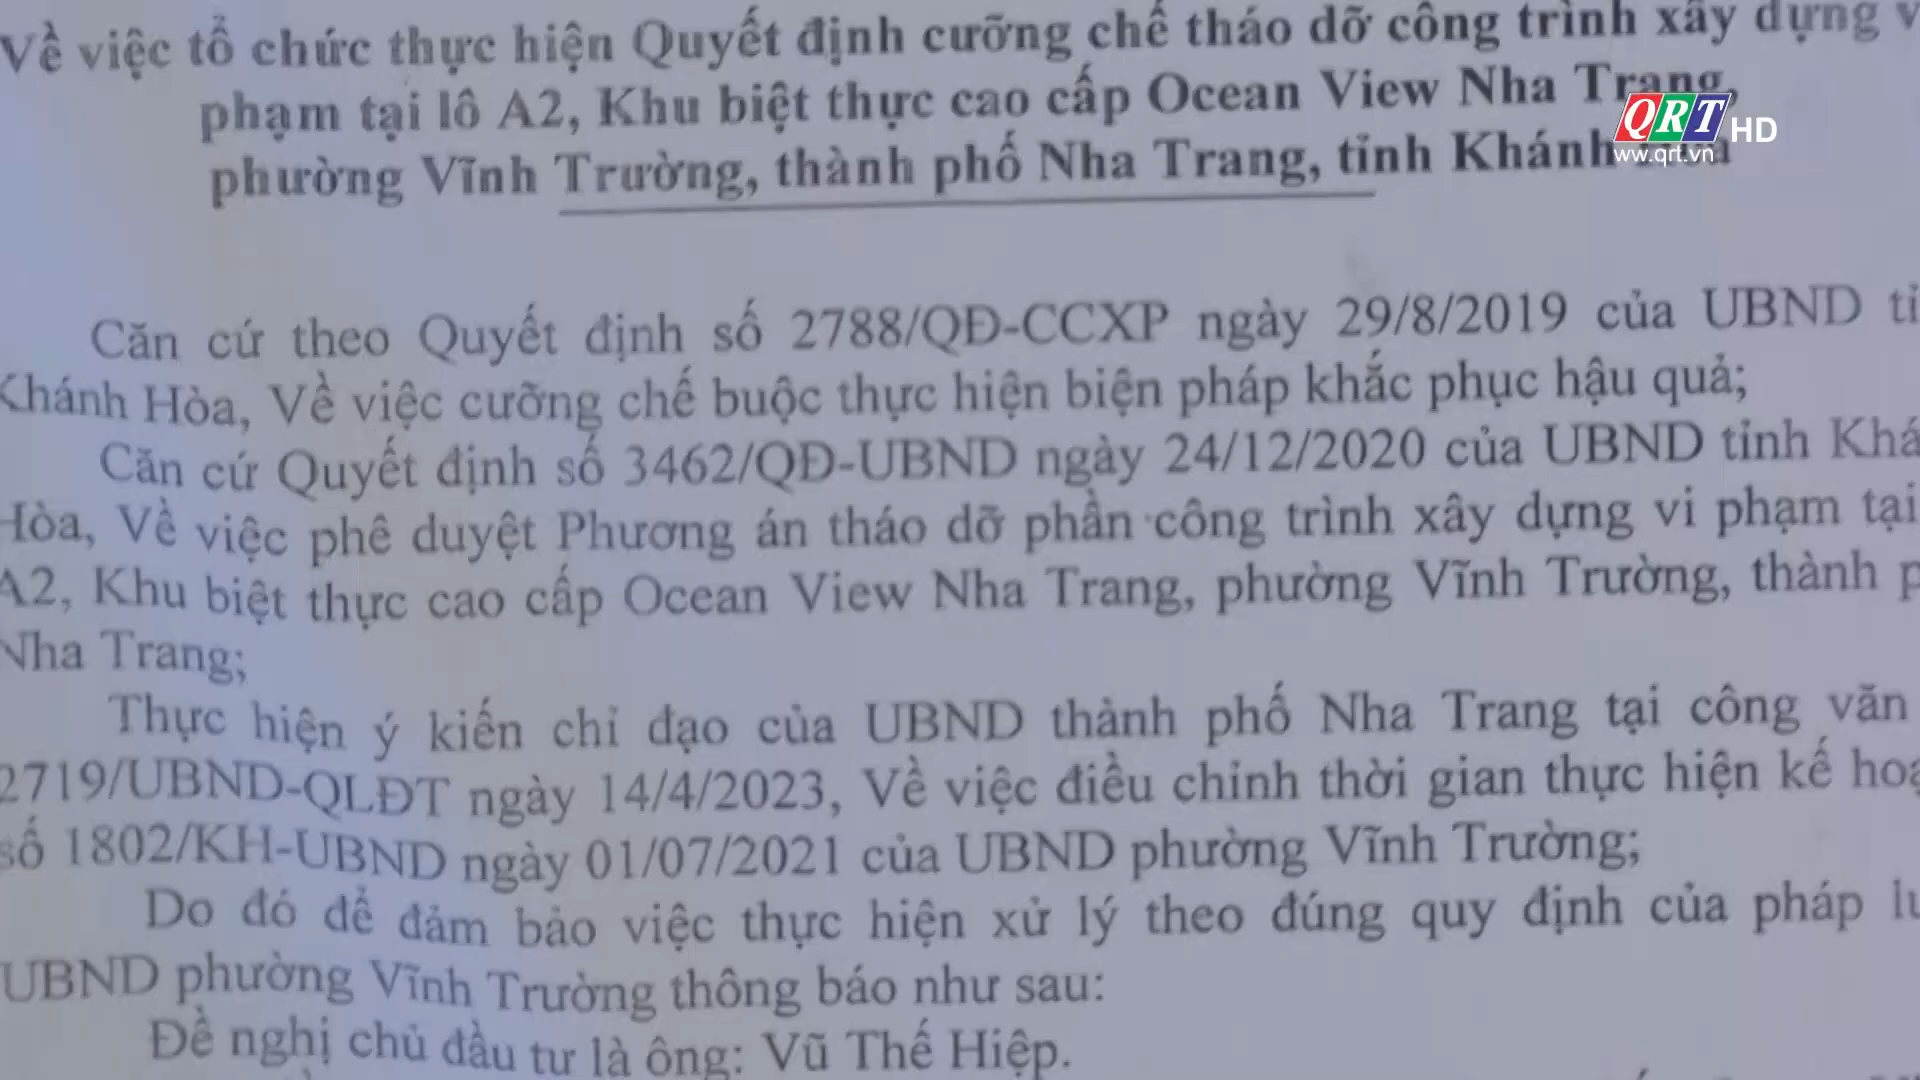 Về việc tổ chức thực hiện Quyết định cưỡng chế tháo dỡ công trình xây dựng
phạm tại lô A2, Khu biệt thực cao cấp Ocean View Nha Trang,
QRT HD
phường Vĩnh Trường, thành phố Nha Trang, tỉnh Khánh
ww.qrt.vn
Căn cứ theo Quyết định số 2788/QĐ-CCXP ngày 29/8/2019 của UBND
Khánh Hòa, Về việc cưỡng chế buộc thực hiện biện pháp khắc phục hậu quả;
Căn cứ Quyết định số 3462/QĐ-UBND ngày 24/12/2020 của UBND tỉnh
Hòa, Về việc phê duyệt Phương án tháo dỡ phần công trình xây dựng vi phạm tại
A2, Khu biệt thực cao cấp Ocean View Nha Trang, phường Vĩnh Trường, thành
Nha Trang;
Thực hiện ý kiến chỉ đạo của UBND thành phố Nha Trang tại công văn
2719/UBND-QLĐT ngày 14/4/2023, Về việc điều chỉnh thời gian thực hiện kế
số 1802/KH-UBND ngày 01/07/2021 của UBND phường Vĩnh Trường;
Do đó để đảm bảo việc thực hiện xử lý theo đúng quy định của pháp
UBND phường Vĩnh Trường thông báo như sau:
Đề nghị chủ đầu tư là ông: Vũ Thế Hiệp.